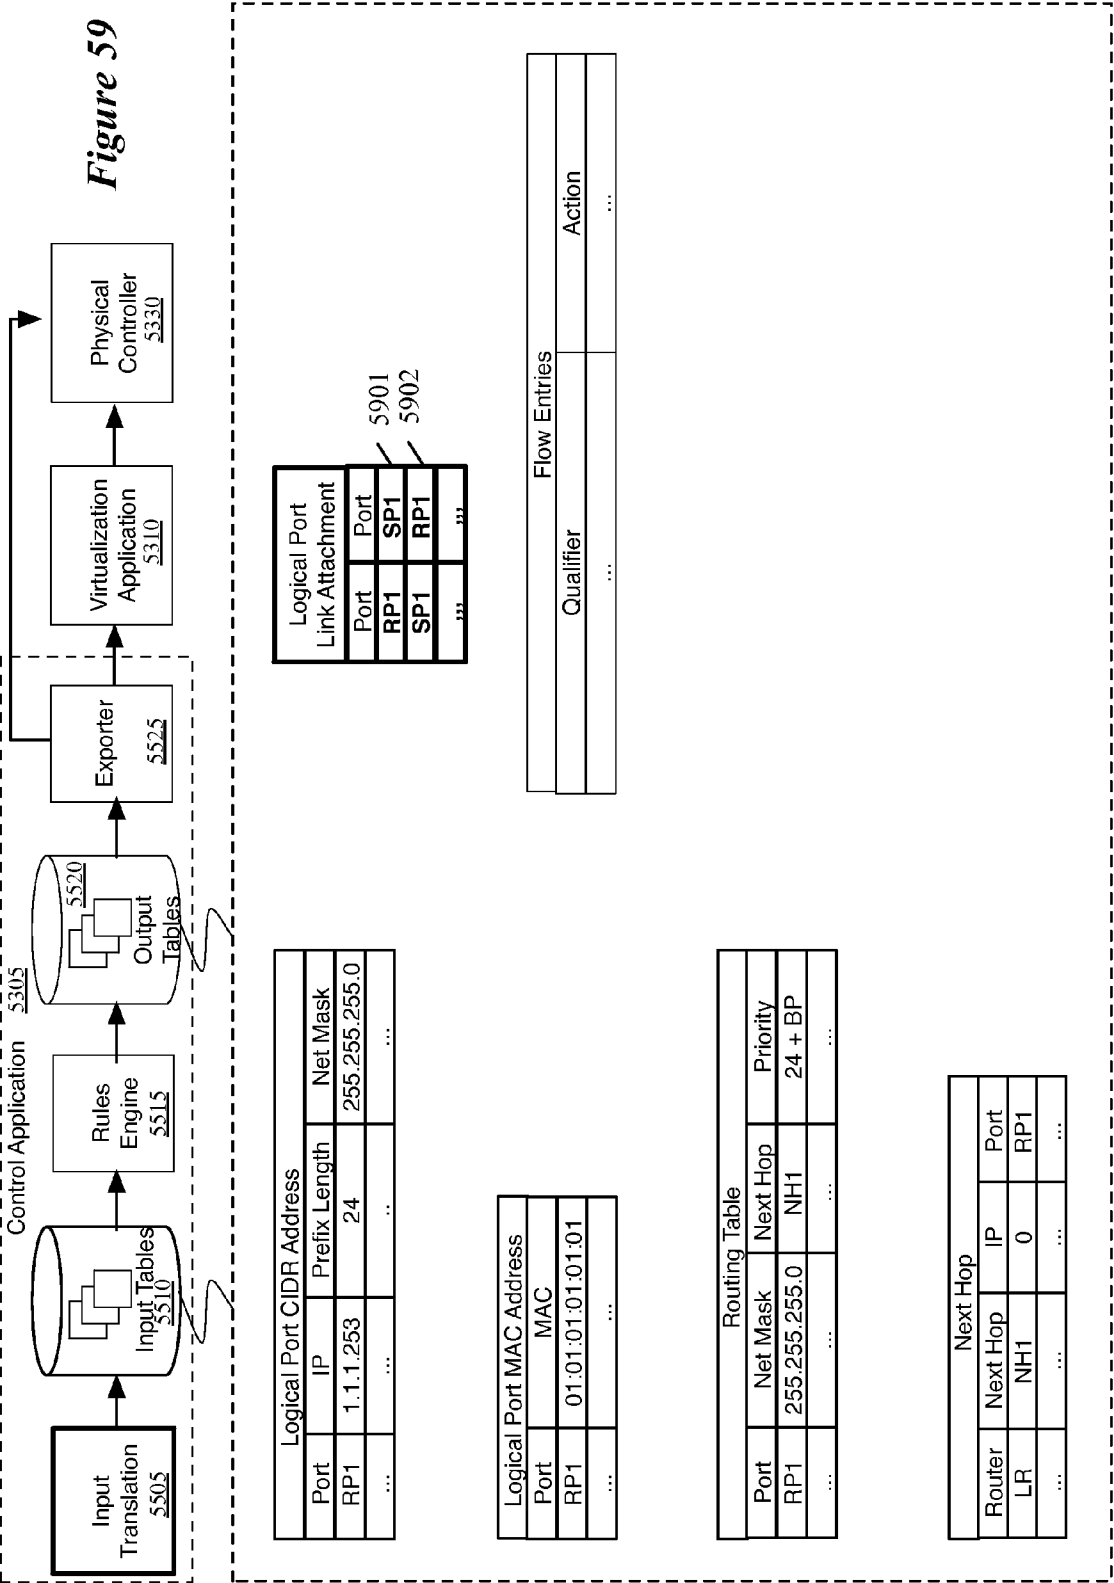 Figure 59
Control Application 5305
Input
Translation
5505
Input Tables
5510
Rules
Engine
5515
5520
Output
Tables
Exporter
5525
Virtualization
Application
5310
Physical
Controller
5330
Logical Port CIDR Address
Port IP Prefix Length Net Mask
RP1 1.1.1.253 24 255.255.255.0
... ... .. ...
Logical Port MAC Address
Port MAC
RP1 01:01:01:01:01:01
... ...
Routing Table
Port Net Mask Next Hop Priority
RP1 255.255.255.0 NH1 24 + BP
... ... ... ...
Next Hop
Router Next Hop IP Port
LR NH1 0 RP1
... ... ... ...
Logical Port
Link Attachment
Port Port
RP1 SP1 5901
SP1 RP1 5902
,,, ,,,
Flow Entries
Qualifier Action
... ...